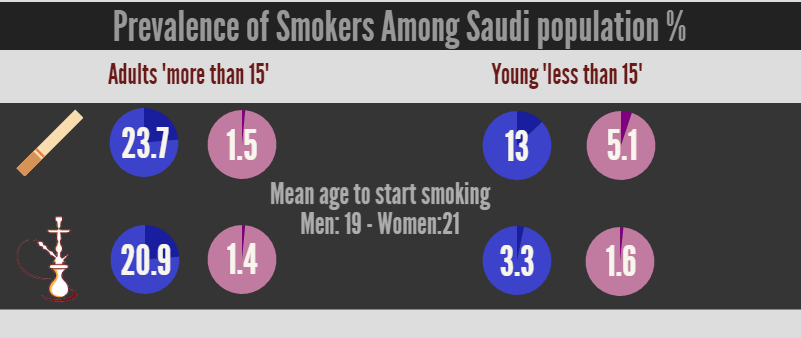 Prevalence of Smokers Among Saudi population %
Adults 'more than 15'
Young 'less than 15'
23.7
1.5
13
5.1
Mean age to start smoking
Men: 19 - Women:21
20.9
1.4
3.3
1.6